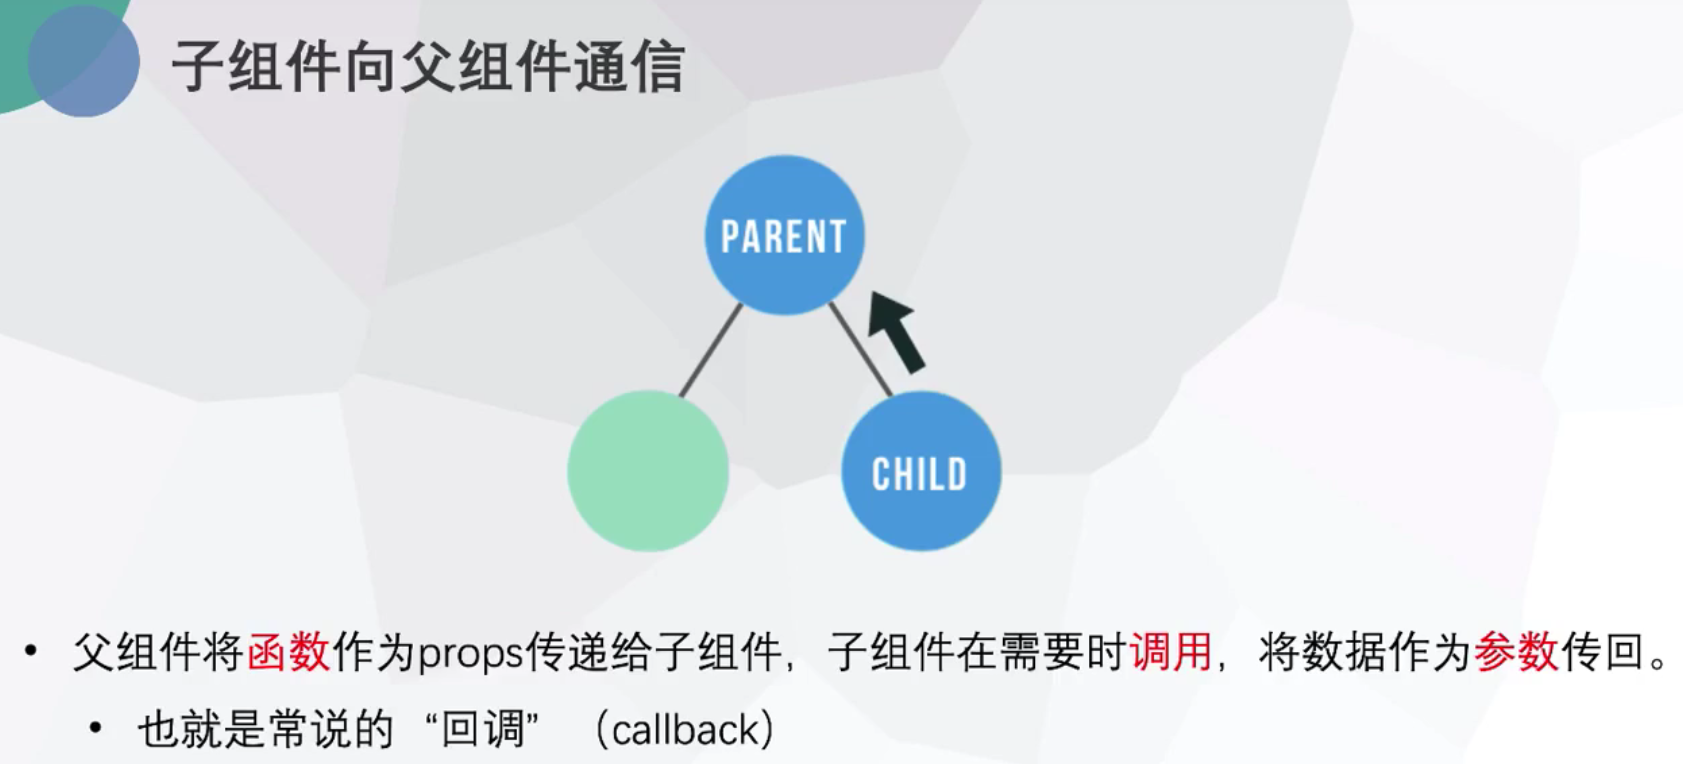 子组件向父组件通信
PARENT
CHILD
• 父组件将函数作为props传递给子组件，子组件在需要时调用，将数据作为参数传回。
• 也就是常说的“回调”（callback）